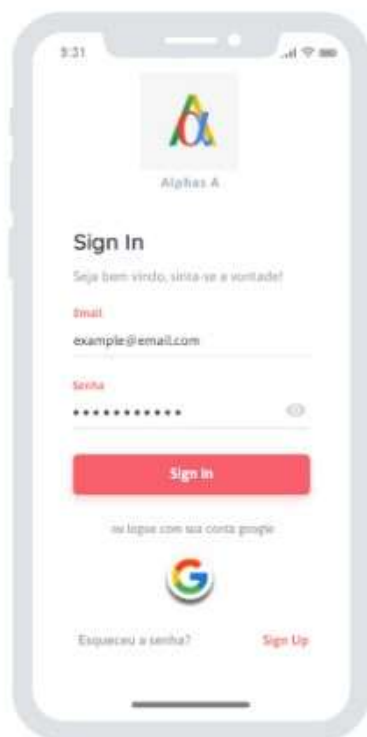 9:31
Alphas A
Sign In
Seja bem vindo, sinta-se a vontade!
Email
example@email.com
Senha
Sign In
ou logue com sua conta google
Esqueceu a senha?
Sign Up